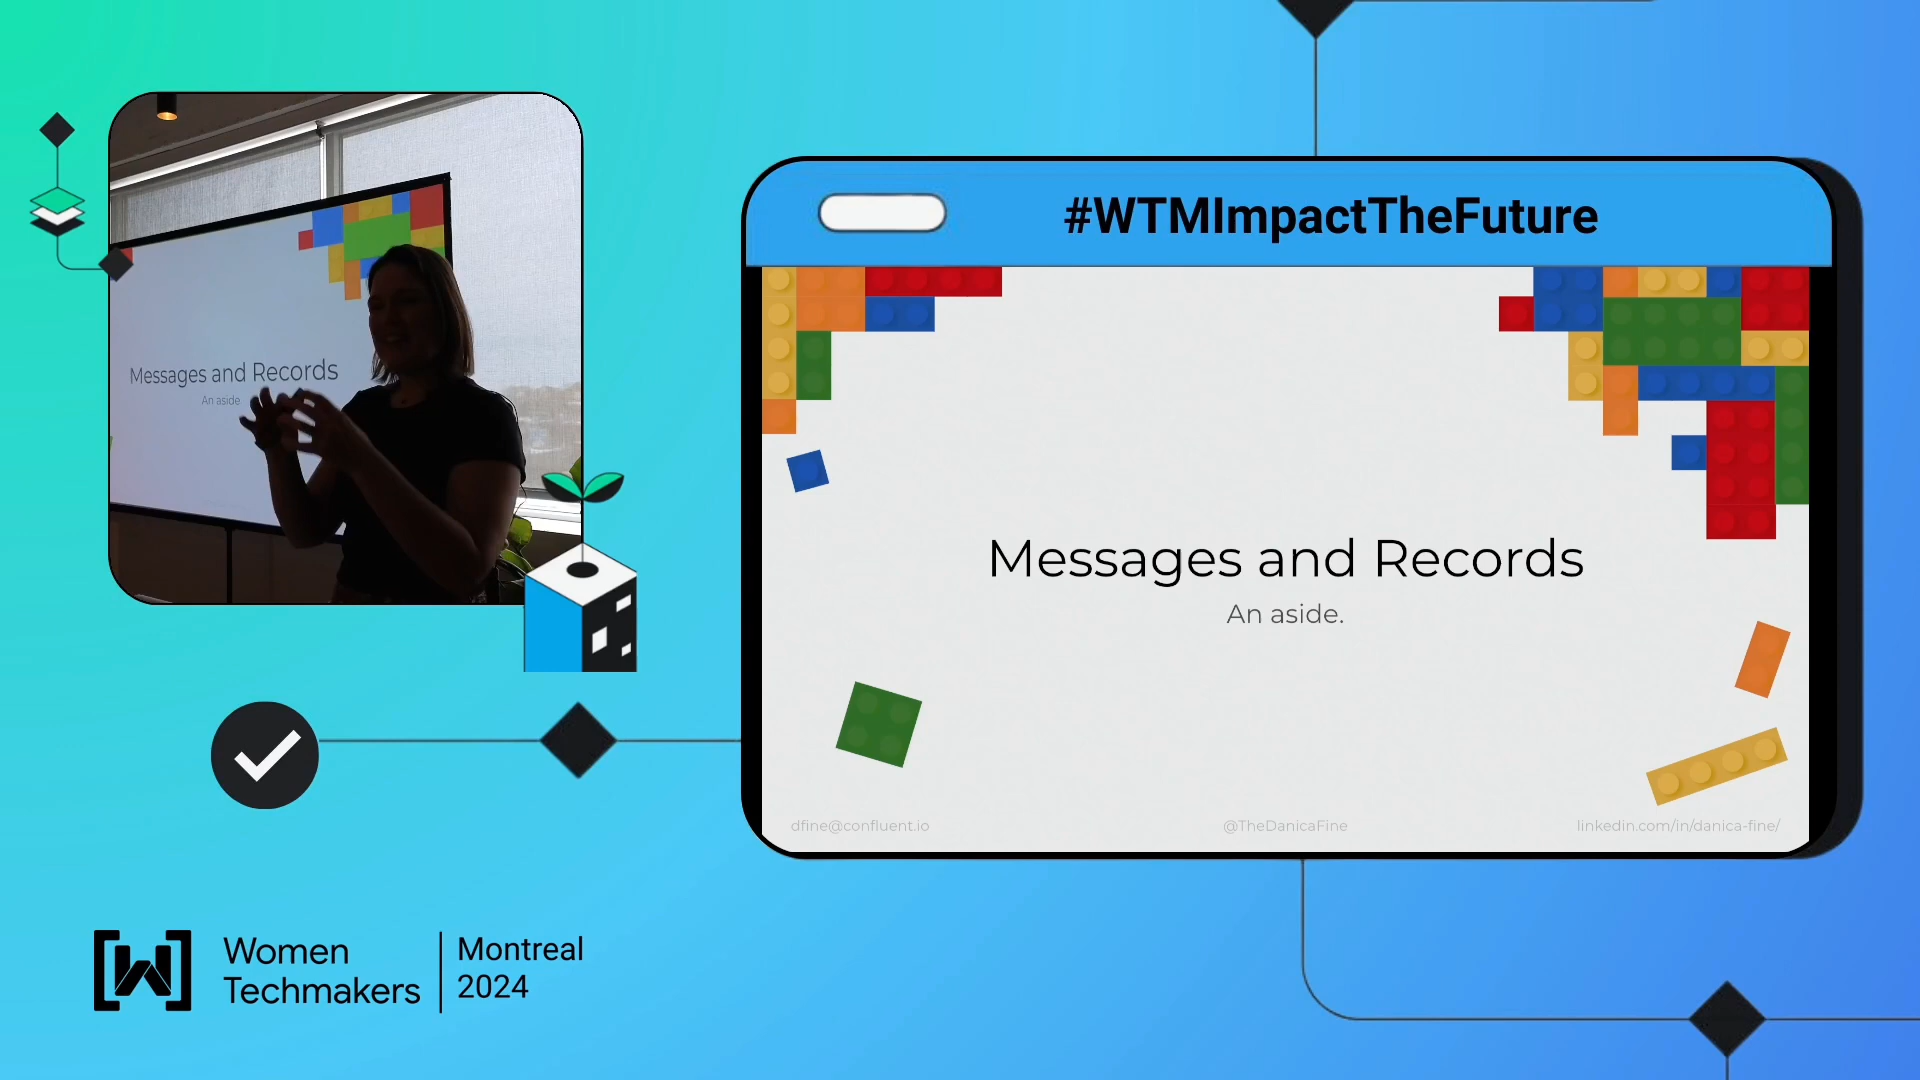 Messages and Records
An aside.
#WTMImpactTheFuture
Messages and Records
An aside.
dfine@confluent.io
@TheDanicaFine
linkedin.com/in/danica-fine/
Women
Techmakers
Montreal
2024